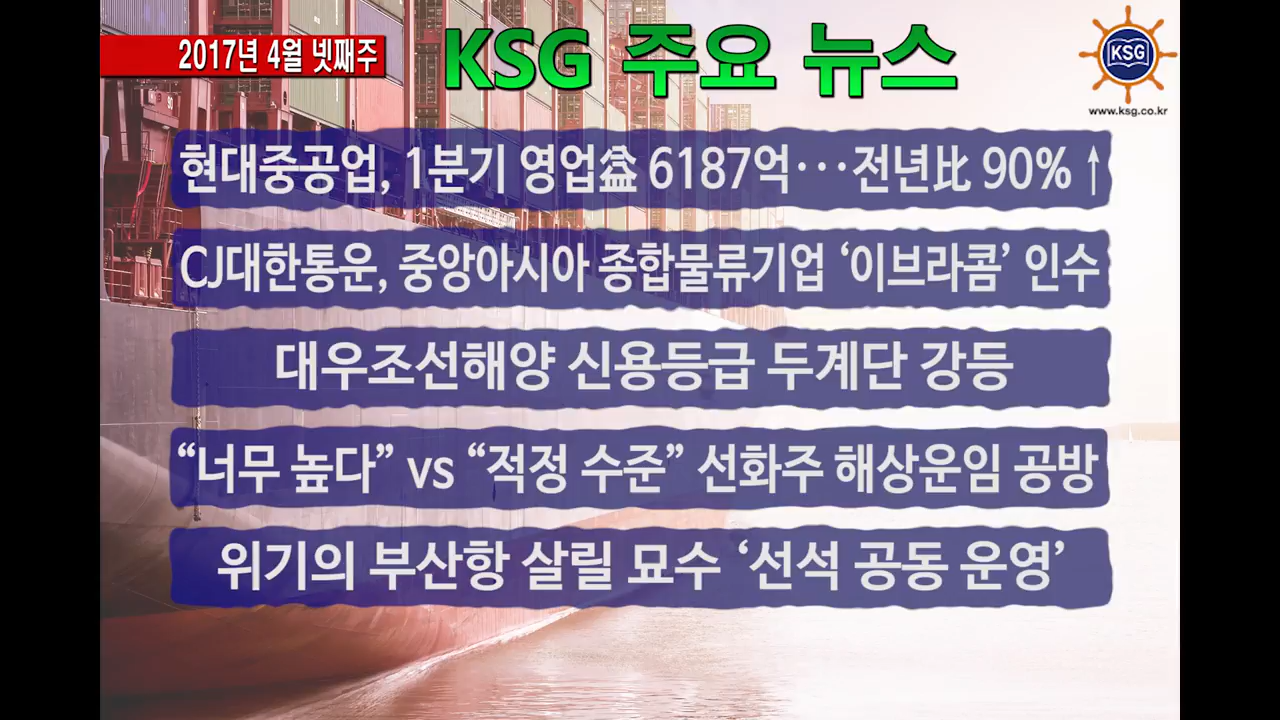 2017년 4월 넷째주
KSG 주요 뉴스
KSG
www.ksg.co.kr
현대중공업, 1분기 영업益 6187억···전년比 90%↑
CJ대한통운, 중앙아시아 종합물류기업 ‘이브라콤’ 인수
대우조선해양 신용등급 두계단 강등
“너무 높다” vs “적정 수준” 선화주 해상운임 공방
위기의 부산항 살릴 묘수 ‘선석 공동 운영’